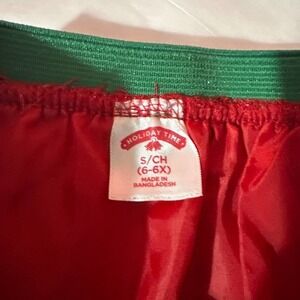 HOLIDAY TIME
S/CH
(6-6X)
MADE IN
BANGLADESH